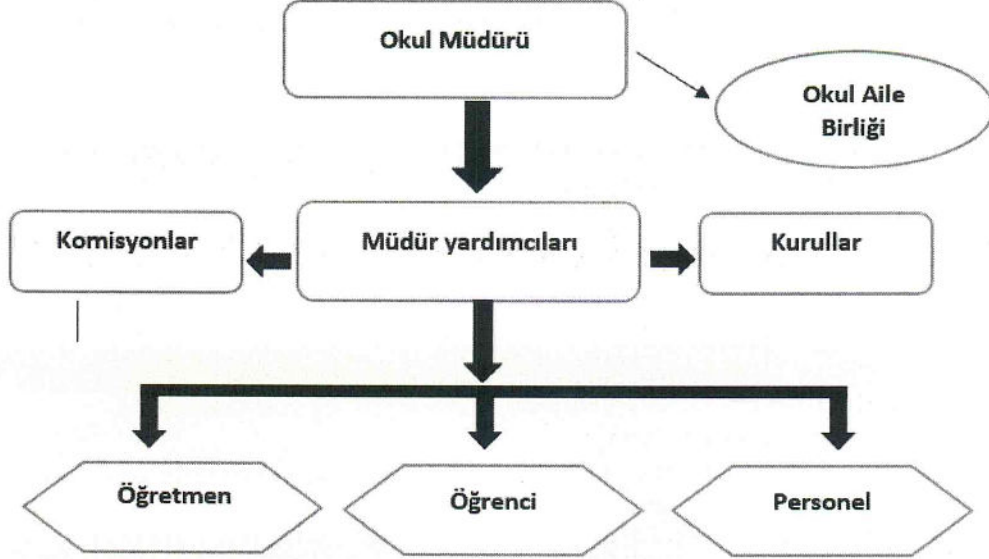 Okul Müdürü
Okul Aile
Birliği
Komisyonlar
Müdür yardımcıları
Kurullar
Öğretmen
Öğrenci
Personel